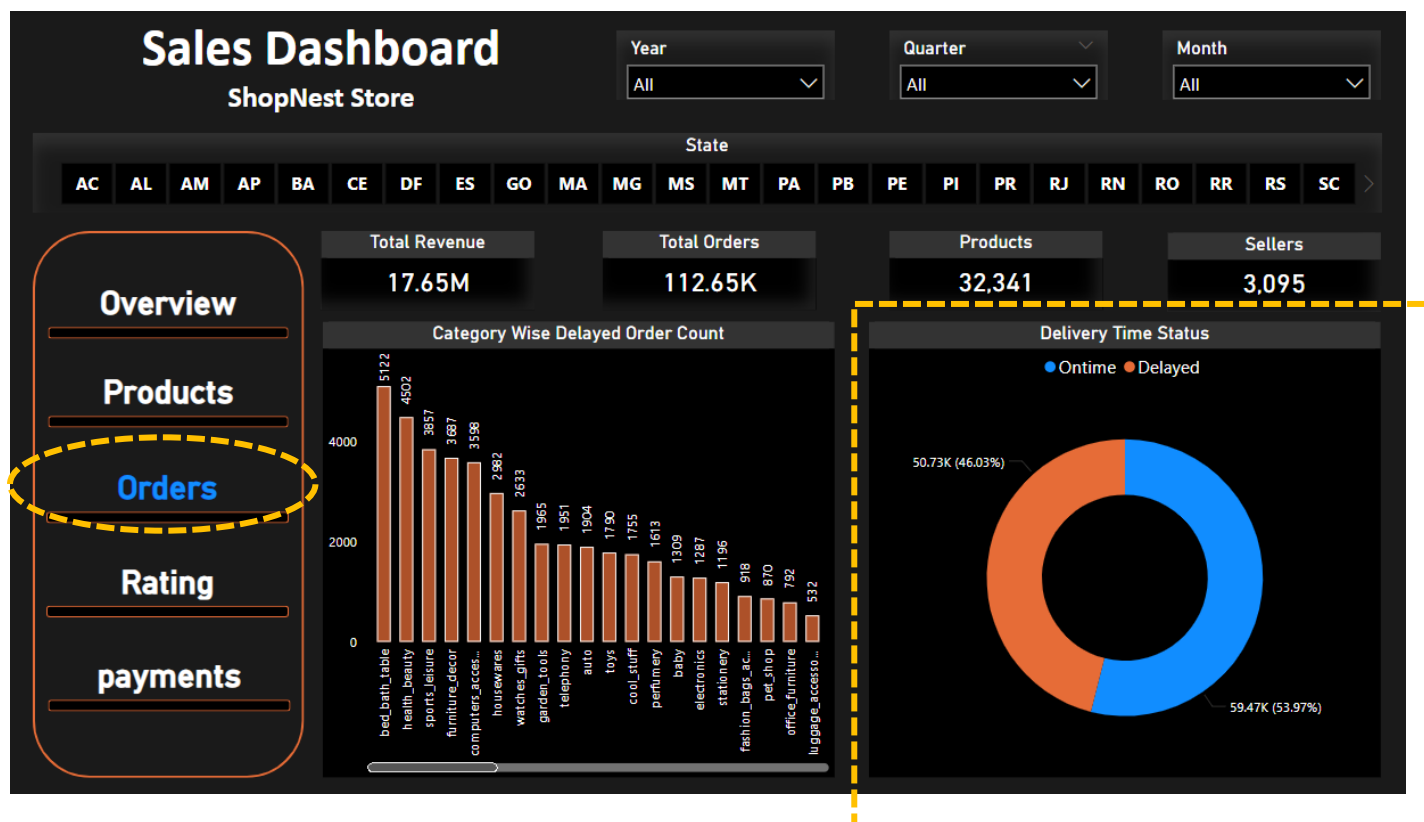 Sales Dashboard
ShopNest Store
Year
All
Quarter
All
Month
All
State
AC AL AM AP BA CE DF ES GO MA MG MS MT PA PB PE PI PR RJ RN RO RR RS SC
Overview
Products
Orders
Rating
payments
Total Revenue
17.65M
Total Orders
112.65K
Products
32,341
Sellers
3,095
Category Wise Delayed Order Count
4000
2000
0
5122
4502
3857
3687
3598
2982
2633
1965
1951
1904
1790
1755
1613
1309
1287
1196
918
870
792
532
bed_bath_table
health_beauty
sports_leisure
furniture_decor
computers_acces...
housewares
watches_gifts
garden_tools
telephony
auto
toys
cool_stuff
perfumery
baby
electronics
stationery
fashion_bags_ac...
pet_shop
office_furniture
luggage_accesso...
Delivery Time Status
Ontime Delayed
50.73K (46.03%)
59.47K (53.97%)